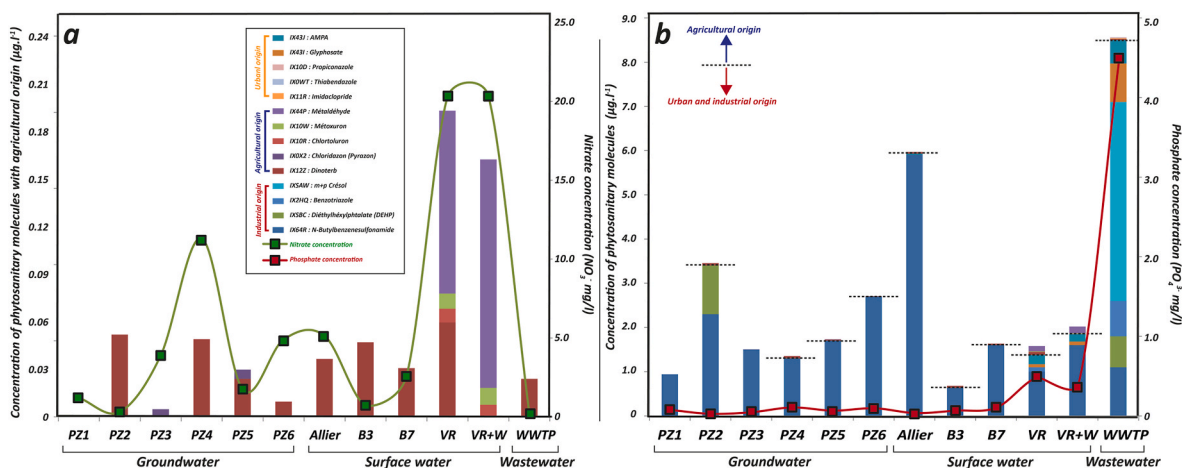 a
Concentration of phytosanitary molecules with agricultural origin (µg.l⁻¹)
0.24
0.21
0.18
0.15
0.12
0.09
0.06
0.03
0
Urbanl origin
IX43J : AMPA
IX43I : Glyphosate
IX10D : Propiconazole
IX0WT : Thiabendazole
IX11R : Imidaclopride
Agricultural origin
IX44P : Métaldéhyde
IX10W : Métoxuron
IX10R : Chlortoluron
IX0X2 : Chloridazon (Pyrazon)
IX12Z : Dinoterb
Industrial origin
IXSAW : m+p Crésol
IX2HQ : Benzotriazole
IXSBC : Diéthylhéxylphtalate (DEHP)
IX64R : N-Butylbenzenesulfonamide
Nitrate concentration
Phosphate concentration
25.0
20.0
15.0
10.0
5.0
0
Nitrate concentration (NO₃⁻ mg/l)
PZ1 PZ2 PZ3 PZ4 PZ5 PZ6 Allier B3 B7 VR VR+W WWTP
Groundwater Surface water Wastewater
b
Concentration of phytosanitary molecules (µg.l⁻¹)
9.0
8.0
7.0
6.0
5.0
4.0
3.0
2.0
1.0
0
Agricultural origin
Urban and industrial origin
5.0
4.0
3.0
2.0
1.0
0
Phosphate concentration (PO₄³⁻ mg/l)
PZ1 PZ2 PZ3 PZ4 PZ5 PZ6 Allier B3 B7 VR VR+W WWTP
Groundwater Surface water Wastewater